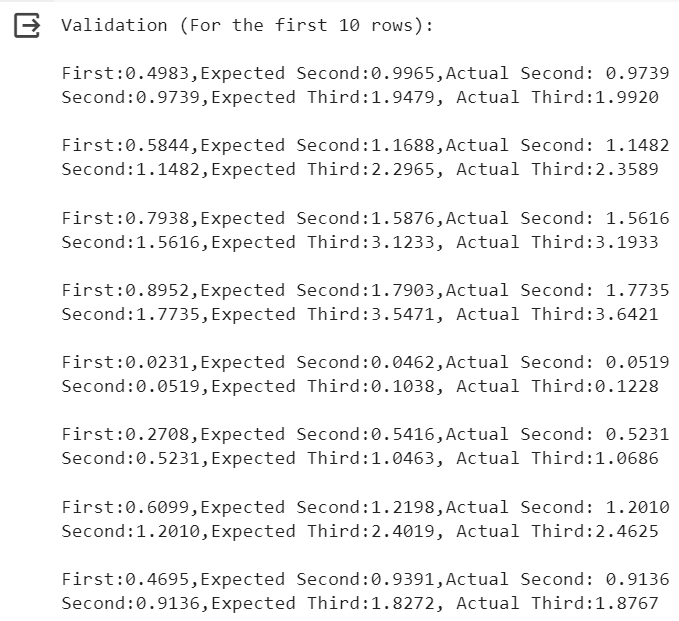 Validation (For the first 10 rows):
First:0.4983,Expected Second:0.9965,Actual Second: 0.9739
Second:0.9739,Expected Third:1.9479, Actual Third:1.9920
First:0.5844,Expected Second:1.1688,Actual Second: 1.1482
Second:1.1482,Expected Third:2.2965, Actual Third:2.3589
First:0.7938,Expected Second:1.5876,Actual Second: 1.5616
Second:1.5616,Expected Third:3.1233, Actual Third:3.1933
First:0.8952,Expected Second:1.7903,Actual Second: 1.7735
Second:1.7735,Expected Third:3.5471, Actual Third:3.6421
First:0.0231,Expected Second:0.0462,Actual Second: 0.0519
Second:0.0519,Expected Third:0.1038, Actual Third:0.1228
First:0.2708,Expected Second:0.5416,Actual Second: 0.5231
Second:0.5231,Expected Third:1.0463, Actual Third:1.0686
First:0.6099,Expected Second:1.2198,Actual Second: 1.2010
Second:1.2010,Expected Third:2.4019, Actual Third:2.4625
First:0.4695,Expected Second:0.9391,Actual Second: 0.9136
Second:0.9136,Expected Third:1.8272, Actual Third:1.8767